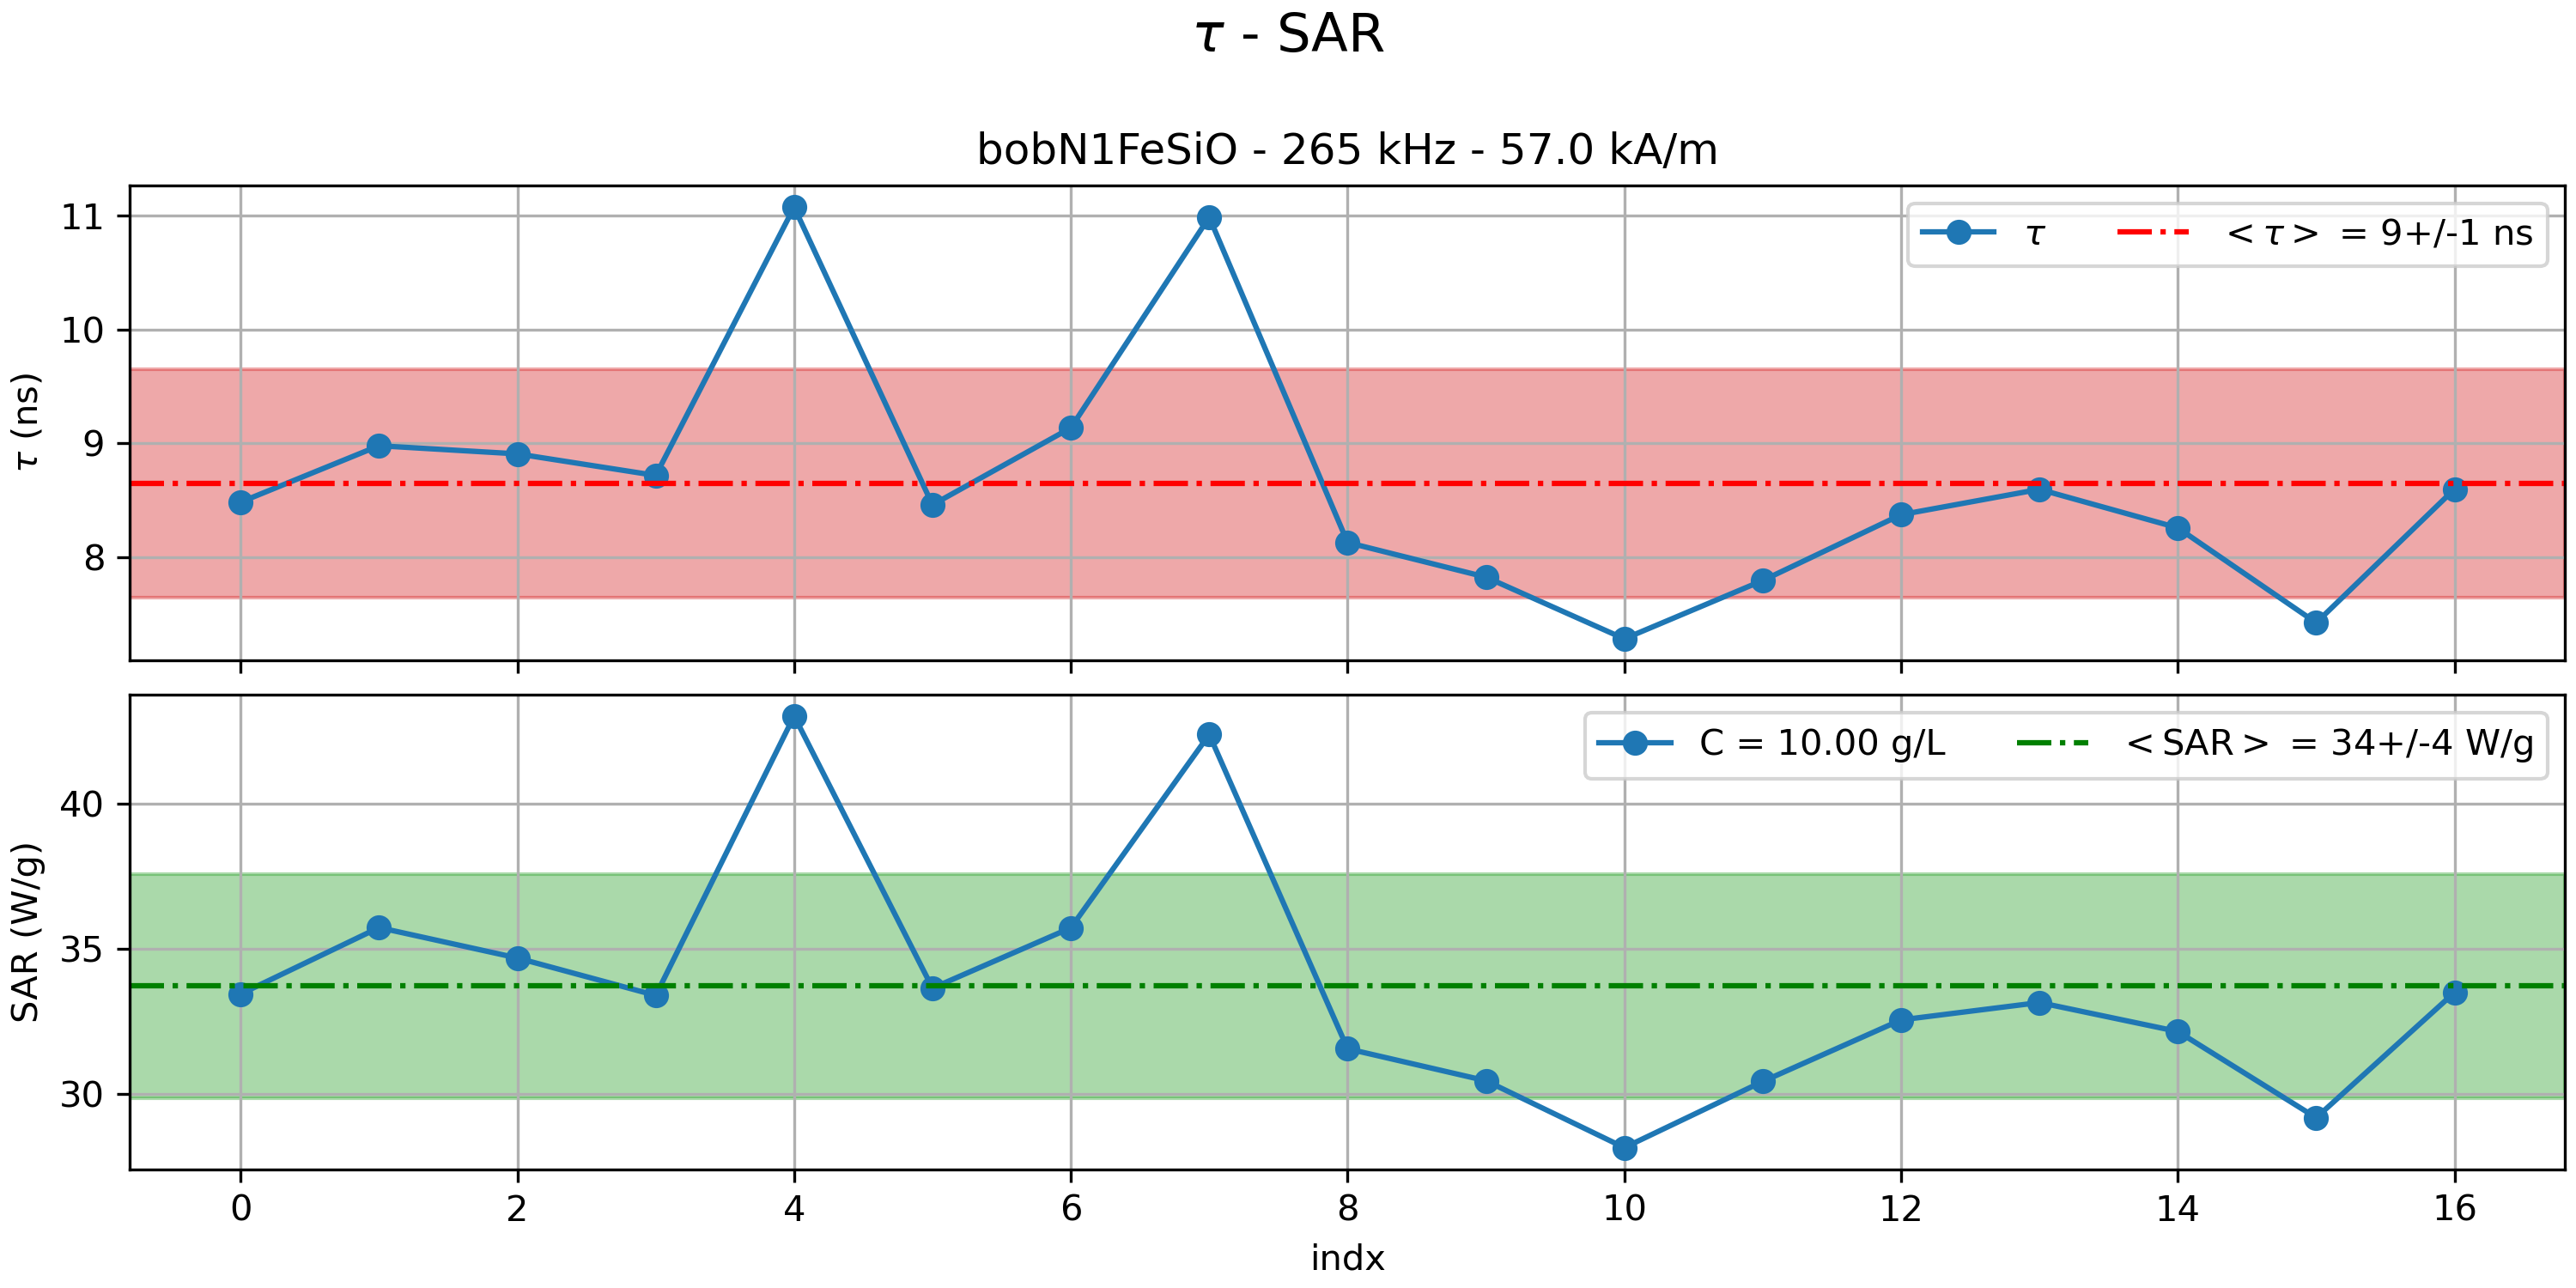 τ - SAR
bobN1FeSiO - 265 kHz - 57.0 kA/m
τ (ns)
11
10
9
8
τ
<τ> = 9+/-1 ns
SAR (W/g)
40
35
30
C = 10.00 g/L
<SAR> = 34+/-4 W/g
0 2 4 6 8 10 12 14 16
indx